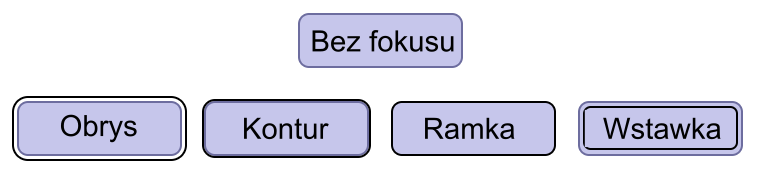 Bez fokusu
Obrys
Kontur
Ramka
Wstawka